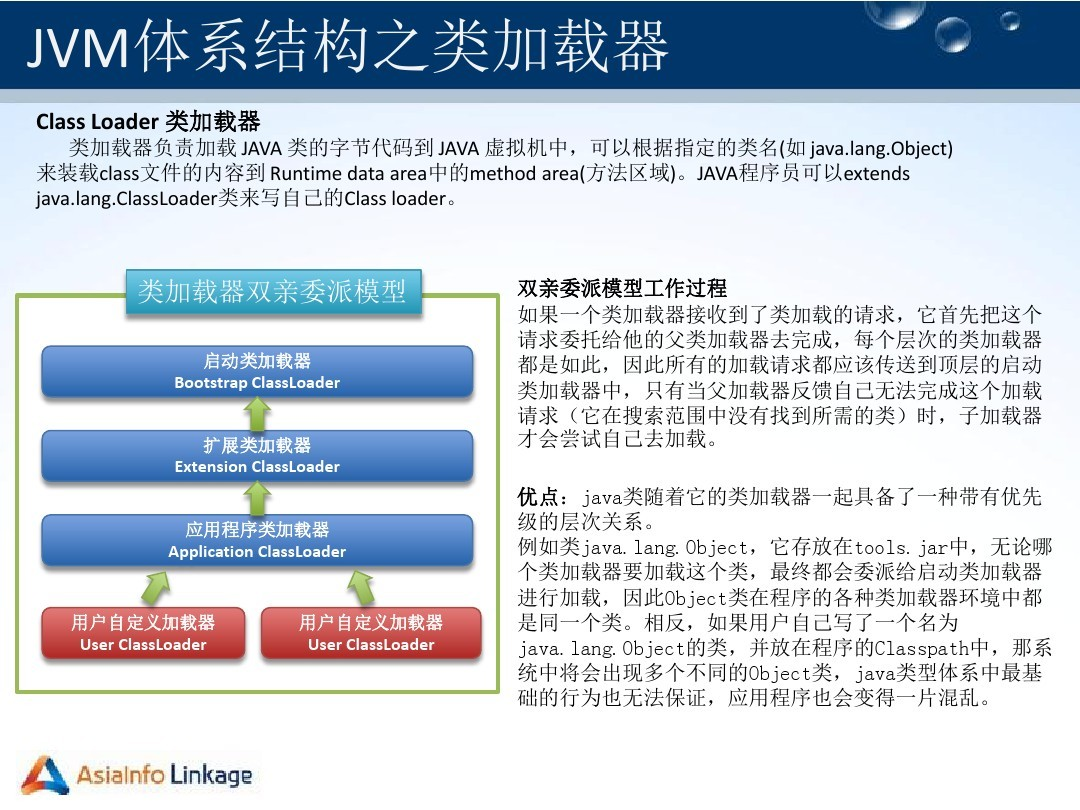 JVM体系结构之类加载器
Class Loader 类加载器
类加载器负责加载 JAVA 类的字节代码到 JAVA 虚拟机中，可以根据指定的类名(如 java.lang.Object)
来装载class文件的内容到 Runtime data area中的method area(方法区域)。JAVA程序员可以extends
java.lang.ClassLoader类来写自己的Class loader。
类加载器双亲委派模型
启动类加载器
Bootstrap ClassLoader
扩展类加载器
Extension ClassLoader
应用程序类加载器
Application ClassLoader
用户自定义加载器
User ClassLoader
用户自定义加载器
User ClassLoader
双亲委派模型工作过程
如果一个类加载器接收到了类加载的请求，它首先把这个
请求委托给他的父类加载器去完成，每个层次的类加载器
都是如此，因此所有的加载请求都应该传送到顶层的启动
类加载器中，只有当父加载器反馈自己无法完成这个加载
请求（它在搜索范围中没有找到所需的类）时，子加载器
才会尝试自己去加载。
优点：java类随着它的类加载器一起具备了一种带有优先
级的层次关系。
例如类java.lang.Object，它存放在tools.jar中，无论哪
个类加载器要加载这个类，最终都会委派给启动类加载器
进行加载，因此Object类在程序的各种类加载器环境中都
是同一个类。相反，如果用户自己写了一个名为
java.lang.Object的类，并放在程序的Classpath中，那系
统中将会出现多个不同的Object类，java类型体系中最基
础的行为也无法保证，应用程序也会变得一片混乱。
AsiaInfo Linkage